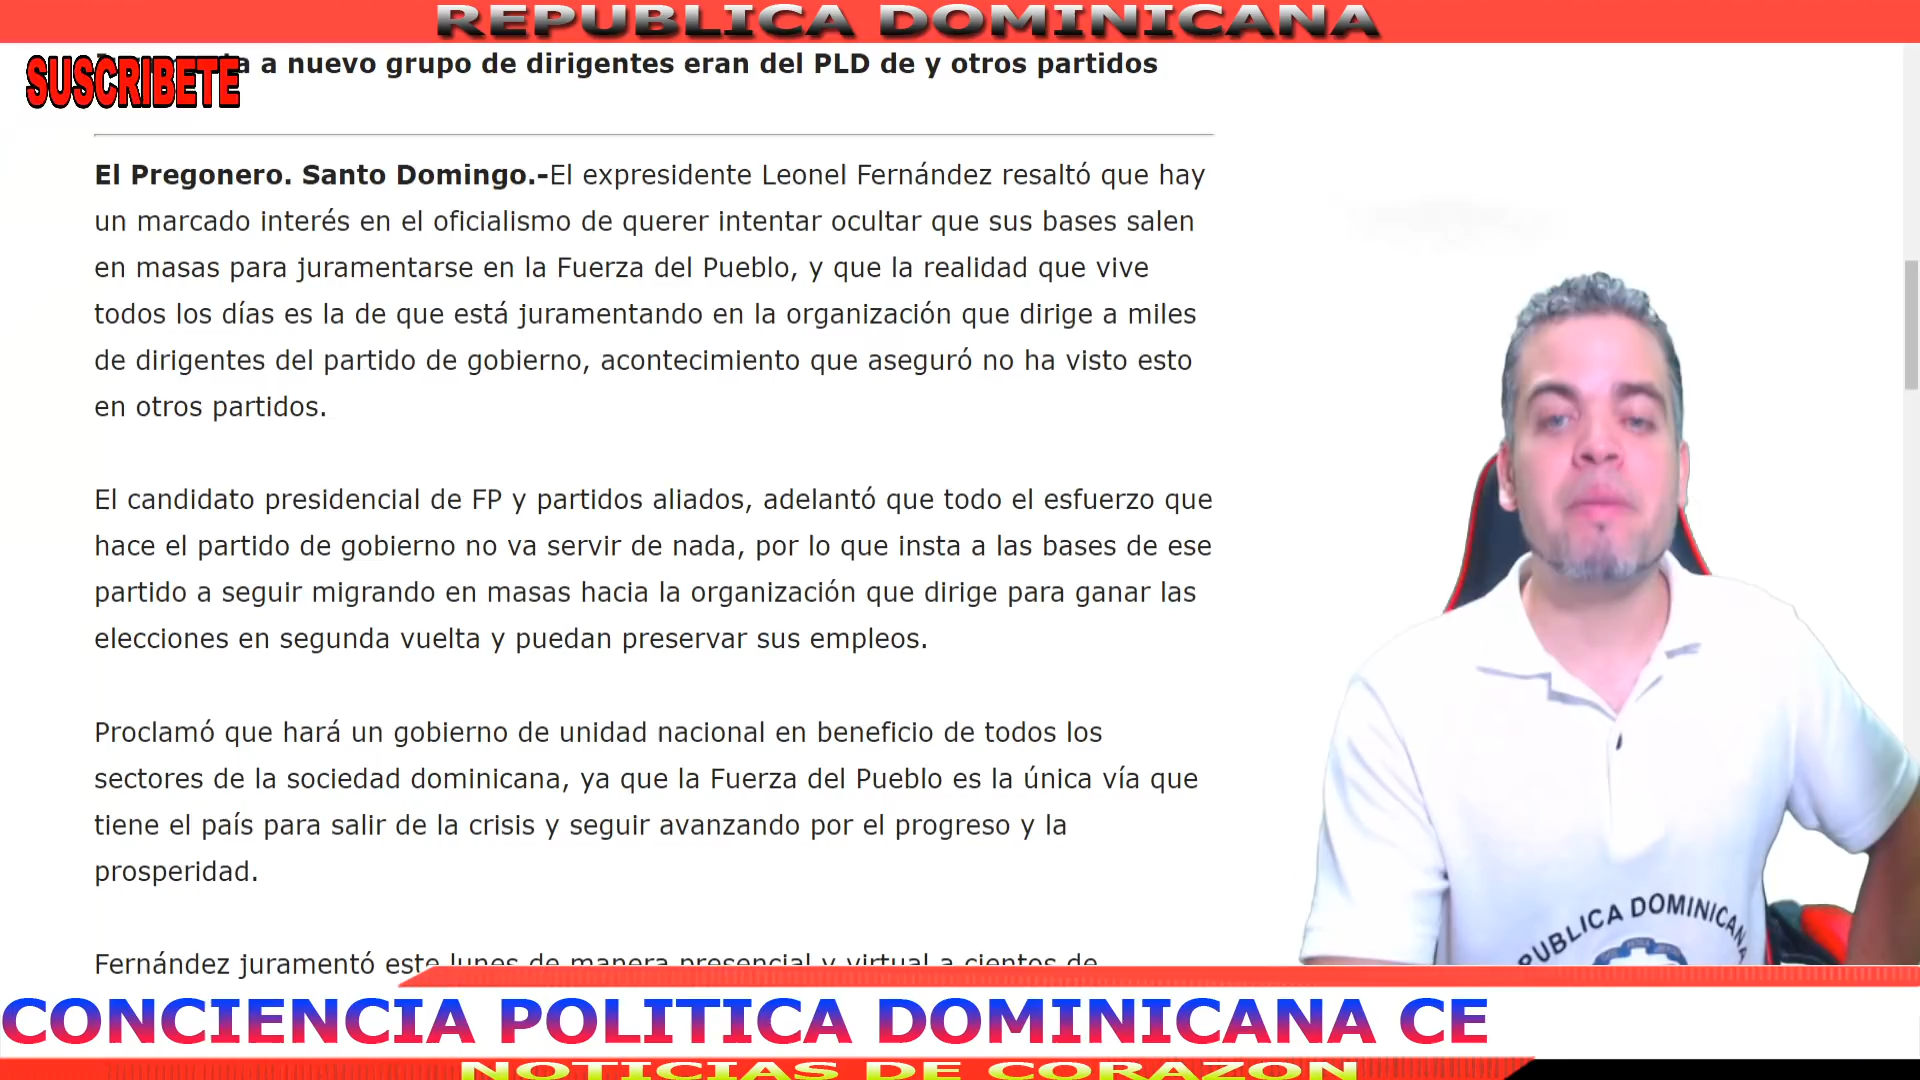 REPUBLICA DOMINICANA
SUSCRIBETE
a a nuevo grupo de dirigentes eran del PLD de y otros partidos
El Pregonero. Santo Domingo.-El expresidente Leonel Fernández resaltó que hay
un marcado interés en el oficialismo de querer intentar ocultar que sus bases salen
en masas para juramentarse en la Fuerza del Pueblo, y que la realidad que vive
todos los días es la de que está juramentando en la organización que dirige a miles
de dirigentes del partido de gobierno, acontecimiento que aseguró no ha visto esto
en otros partidos.
El candidato presidencial de FP y partidos aliados, adelantó que todo el esfuerzo que
hace el partido de gobierno no va servir de nada, por lo que insta a las bases de ese
partido a seguir migrando en masas hacia la organización que dirige para ganar las
elecciones en segunda vuelta y puedan preservar sus empleos.
Proclamó que hará un gobierno de unidad nacional en beneficio de todos los
sectores de la sociedad dominicana, ya que la Fuerza del Pueblo es la única vía que
tiene el país para salir de la crisis y seguir avanzando por el progreso y la
prosperidad.
Fernández juramentó este lunes de manera presencial y virtual a cientos de
PUBLICA DOMINICANA
CONCIENCIA POLITICA DOMINICANA CE
NOTICIAS DE CORAZON